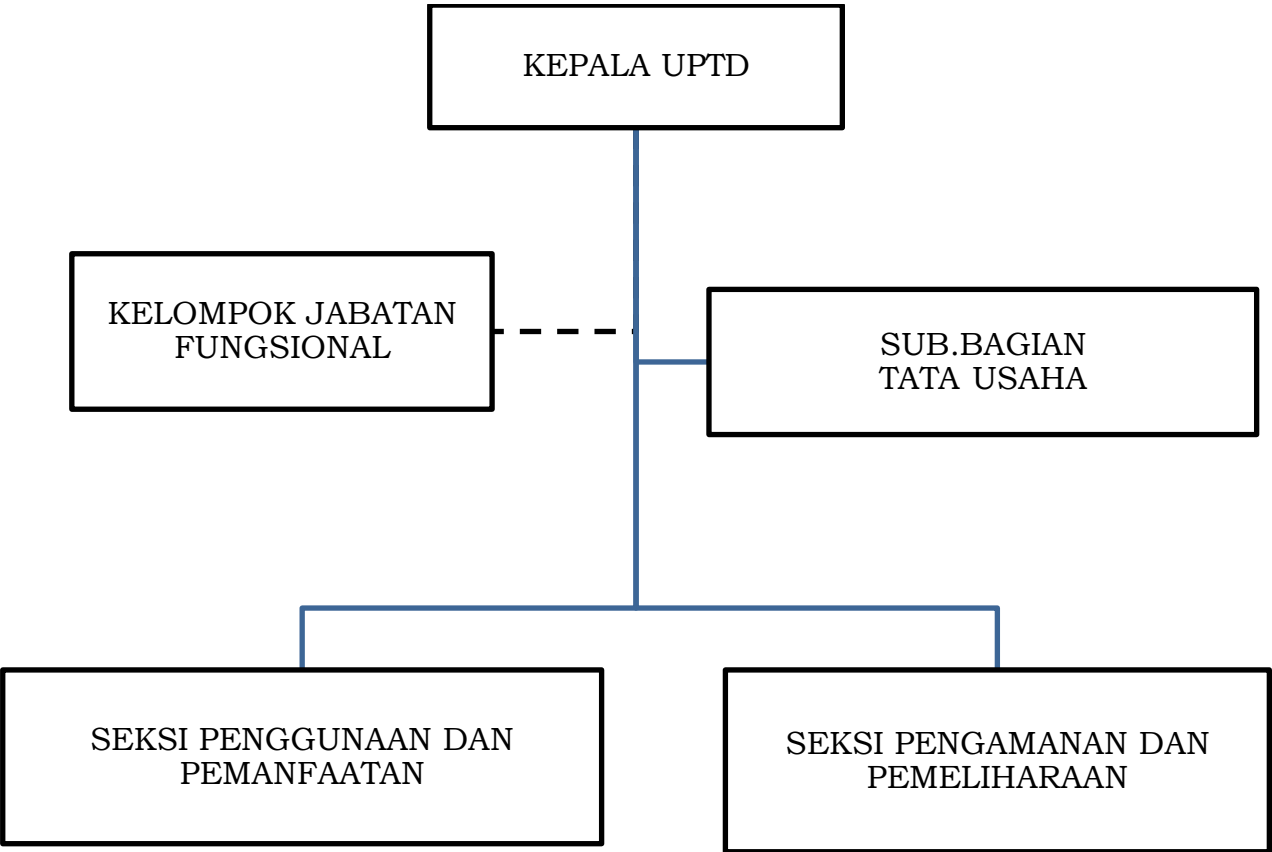 KEPALA UPTD
KELOMPOK JABATAN
FUNGSIONAL
SUB.BAGIAN
TATA USAHA
SEKSI PENGGUNAAN DAN
PEMANFAATAN
SEKSI PENGAMANAN DAN
PEMELIHARAAN